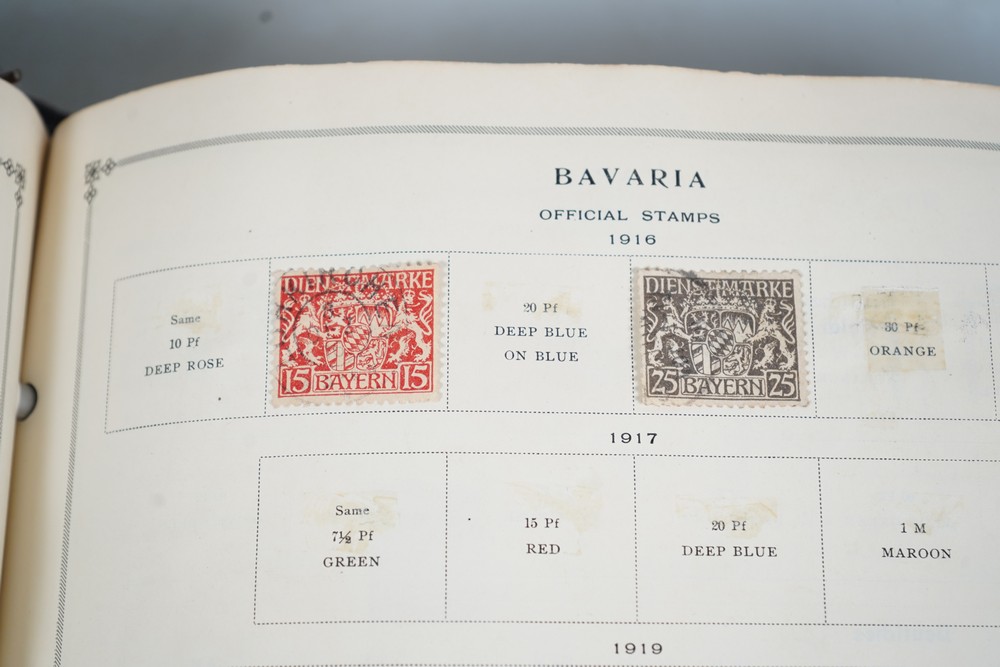 BAVARIA
OFFICIAL STAMPS
1916
Same
10 Pf
DEEP ROSE
DIENSTMARKE
15 BAYERN 15
20 Pf
DEEP BLUE
ON BLUE
DIENSTMARKE
25 BAYERN 25
30 Pf
ORANGE
1917
Same
7½ Pf
GREEN
15 Pf
RED
20 Pf
DEEP BLUE
1 M
MAROON
1919